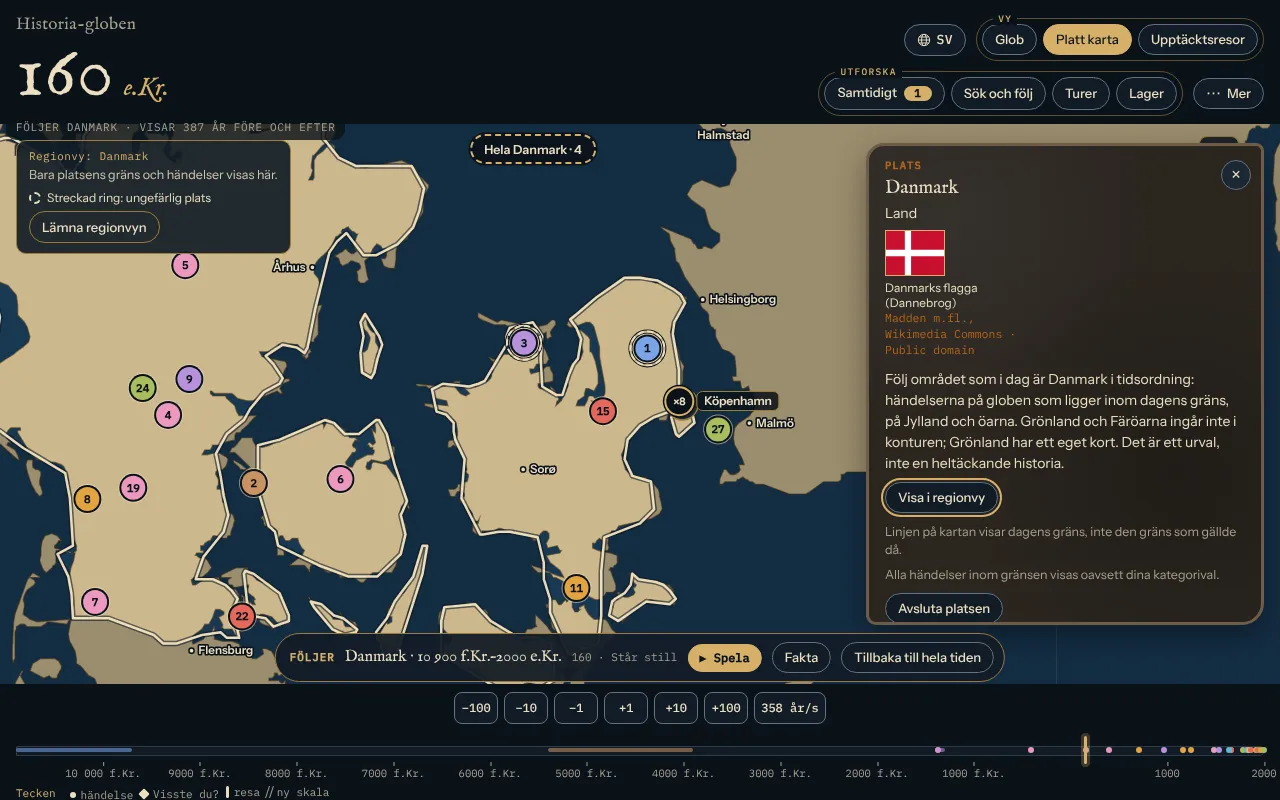 Historia-globen
160 e.Kr.
SV
VY
Glob
Platt karta
Upptäcktsresor
UTFORSKA
Samtidigt 1
Sök och följ
Turer
Lager
··· Mer
FÖLJER DANMARK · VISAR 387 ÅR FÖRE OCH EFTER
Regionvy: Danmark
Bara platsens gräns och händelser visas här.
Streckad ring: ungefärlig plats
Lämna regionvyn
Hela Danmark · 4
Halmstad
5
Århus
Helsingborg
3
1
24
9
4
15
×8
Köpenhamn
27
Malmö
Sorø
8
19
2
6
7
22
11
Flensburg
PLATS
Danmark
×
Land
Danmarks flagga
(Dannebrog)
Madden m.fl.,
Wikimedia Commons ·
Public domain
Följ området som i dag är Danmark i tidsordning:
händelserna på globen som ligger inom dagens gräns,
på Jylland och öarna. Grönland och Färöarna ingår inte i
konturen; Grönland har ett eget kort. Det är ett urval,
inte en heltäckande historia.
Visa i regionvy
Linjen på kartan visar dagens gräns, inte den gräns som gällde
då.
Alla händelser inom gränsen visas oavsett dina kategorival.
Avsluta platsen
FÖLJER Danmark · 10 900 f.Kr.–2000 e.Kr. 160 · Står still
▶ Spela
Fakta
Tillbaka till hela tiden
−100
−10
−1
+1
+10
+100
358 år/s
10 000 f.Kr.
9000 f.Kr.
8000 f.Kr.
7000 f.Kr.
6000 f.Kr.
5000 f.Kr.
4000 f.Kr.
3000 f.Kr.
2000 f.Kr.
1000 f.Kr.
1000
2000
Tecken händelse Visste du? resa // ny skala